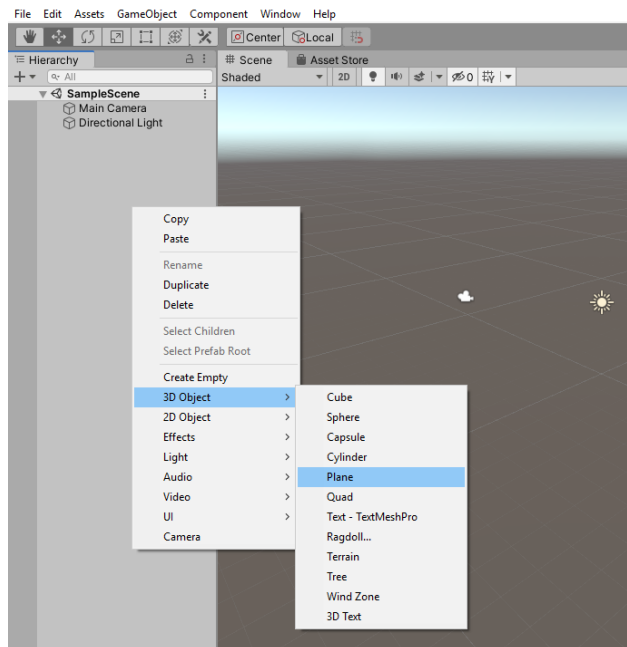 File Edit Assets GameObject Component Window Help
Center Local
Hierarchy
Scene Asset Store
All
Shaded 2D 0
SampleScene
Main Camera
Directional Light
Copy
Paste
Rename
Duplicate
Delete
Select Children
Select Prefab Root
Create Empty
3D Object
2D Object
Effects
Light
Audio
Video
UI
Camera
Cube
Sphere
Capsule
Cylinder
Plane
Quad
Text - TextMeshPro
Ragdoll...
Terrain
Tree
Wind Zone
3D Text